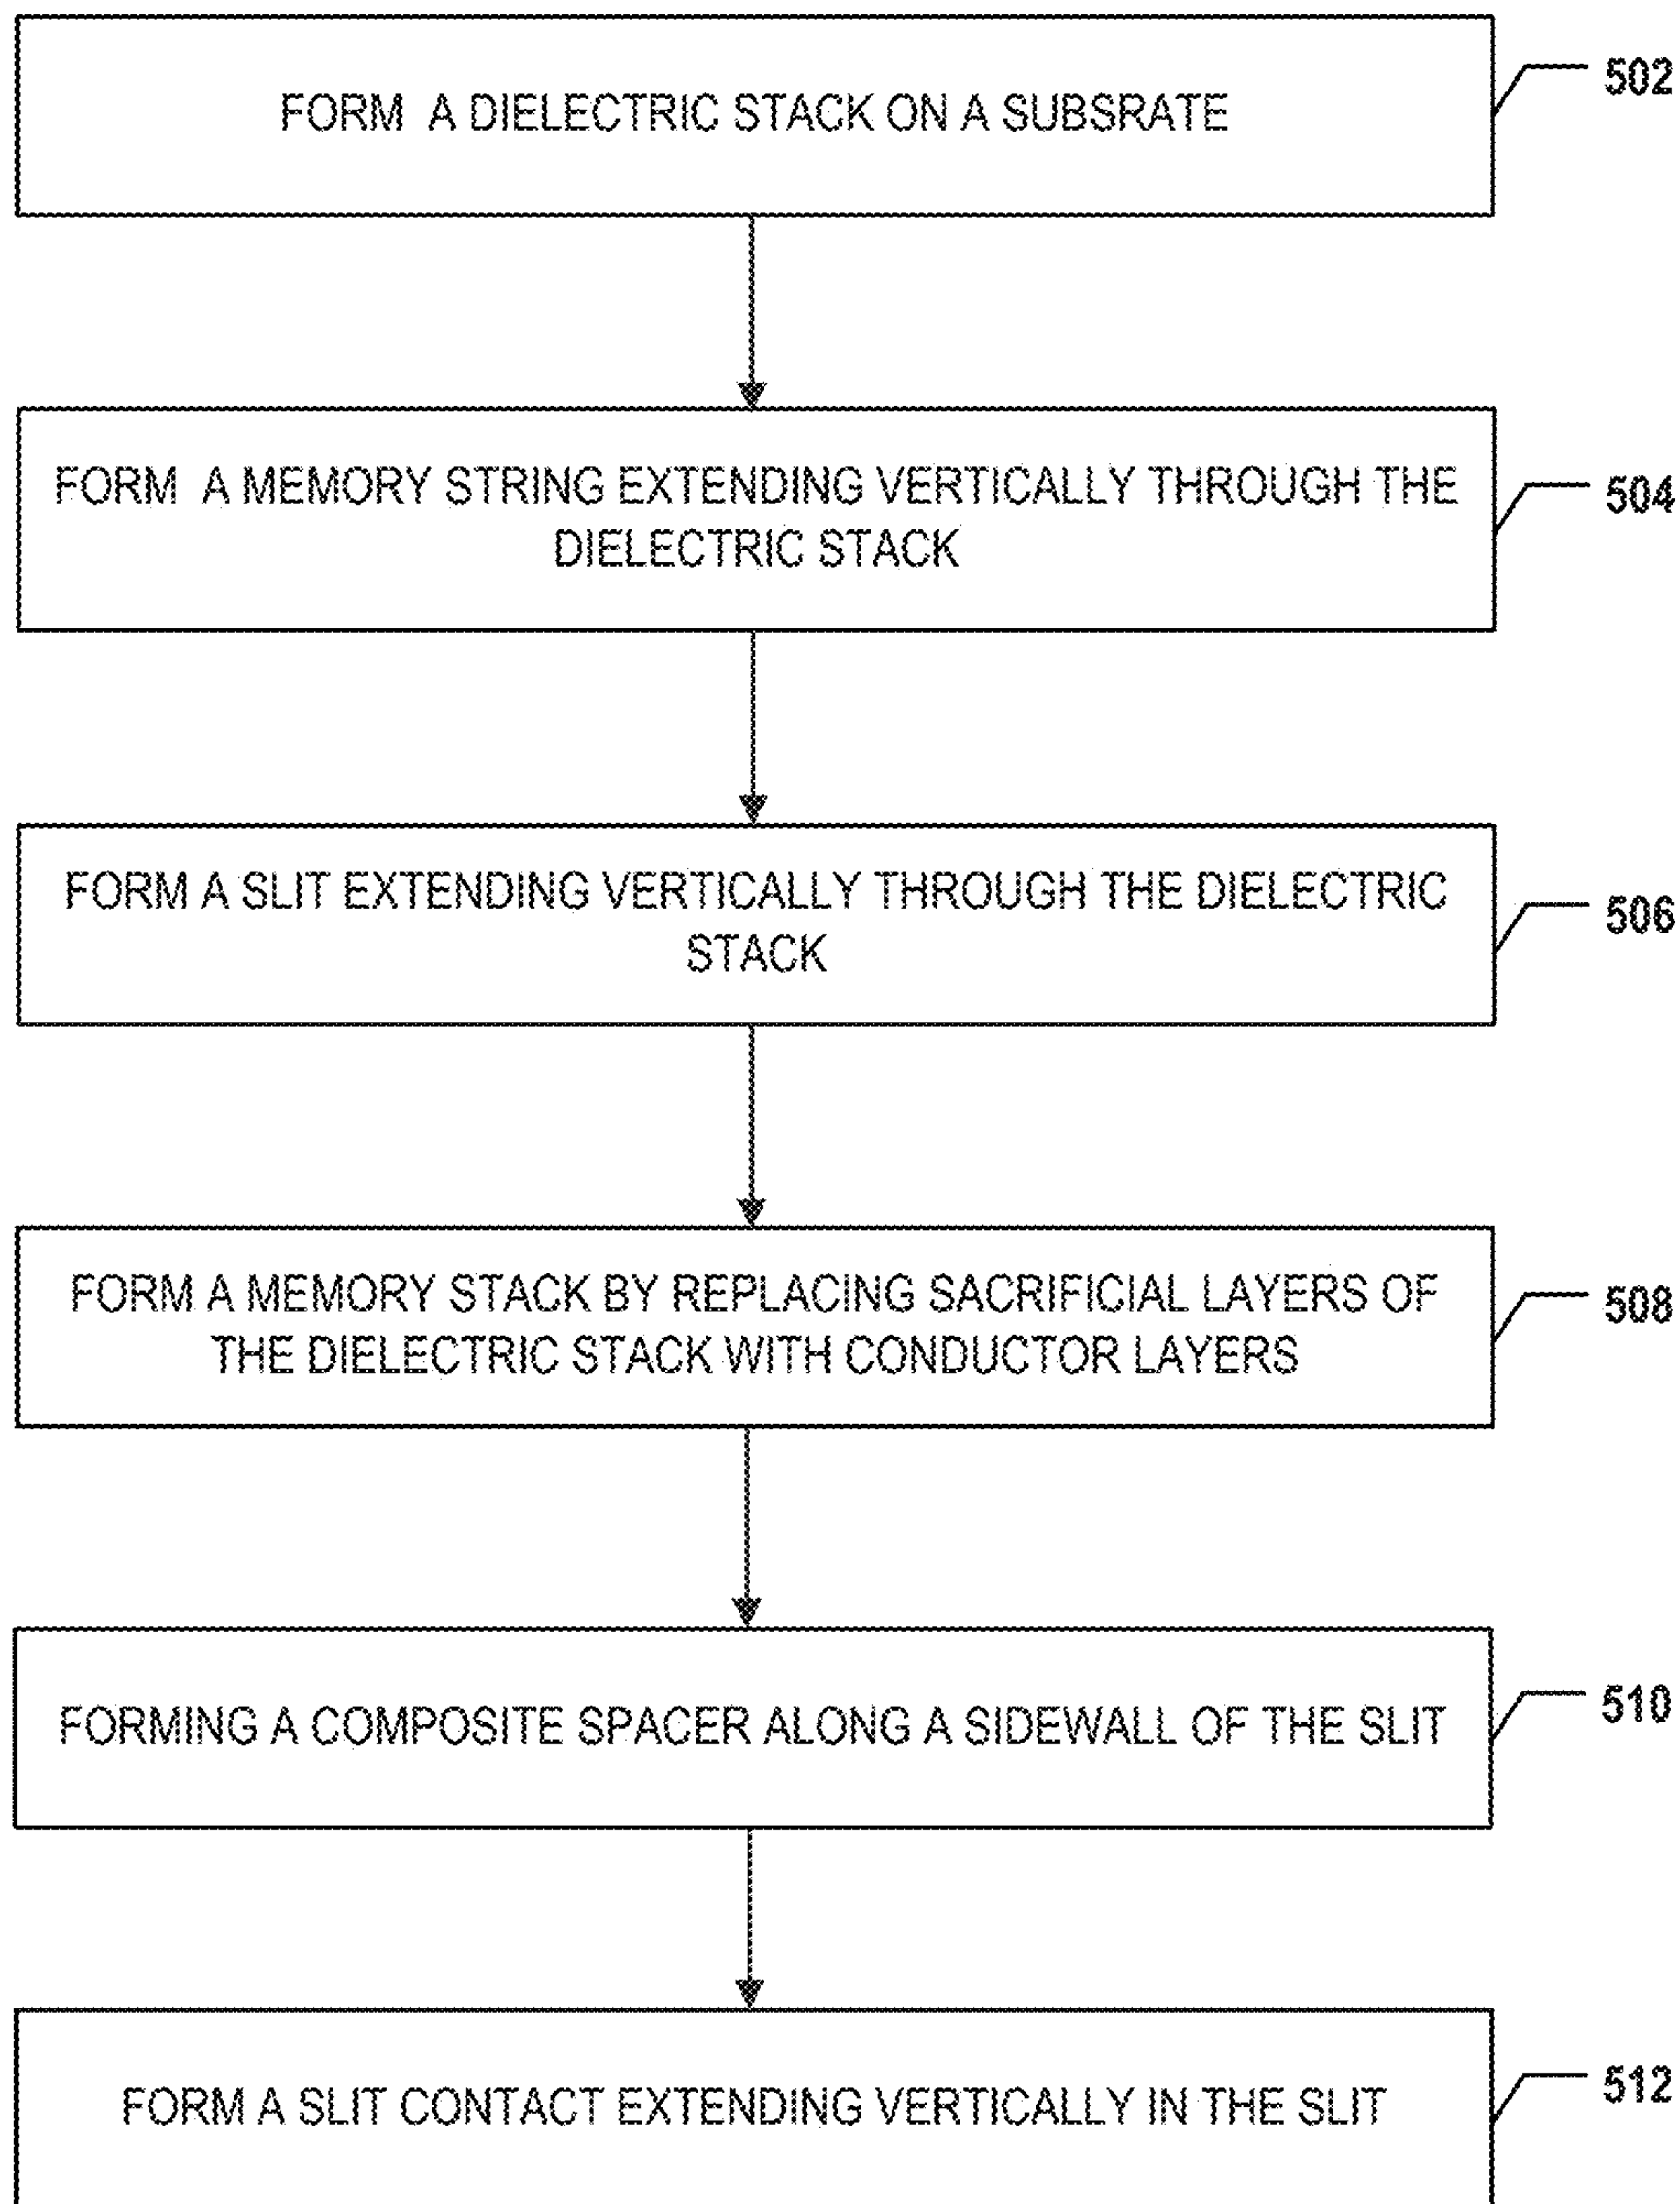 FORM A DIELECTRIC STACK ON A SUBSRATE
502
FORM A MEMORY STRING EXTENDING VERTICALLY THROUGH THE
DIELECTRIC STACK
504
FORM A SLIT EXTENDING VERTICALLY THROUGH THE DIELECTRIC
STACK
506
FORM A MEMORY STACK BY REPLACING SACRIFICIAL LAYERS OF
THE DIELECTRIC STACK WITH CONDUCTOR LAYERS
508
FORMING A COMPOSITE SPACER ALONG A SIDEWALL OF THE SLIT
510
FORM A SLIT CONTACT EXTENDING VERTICALLY IN THE SLIT
512